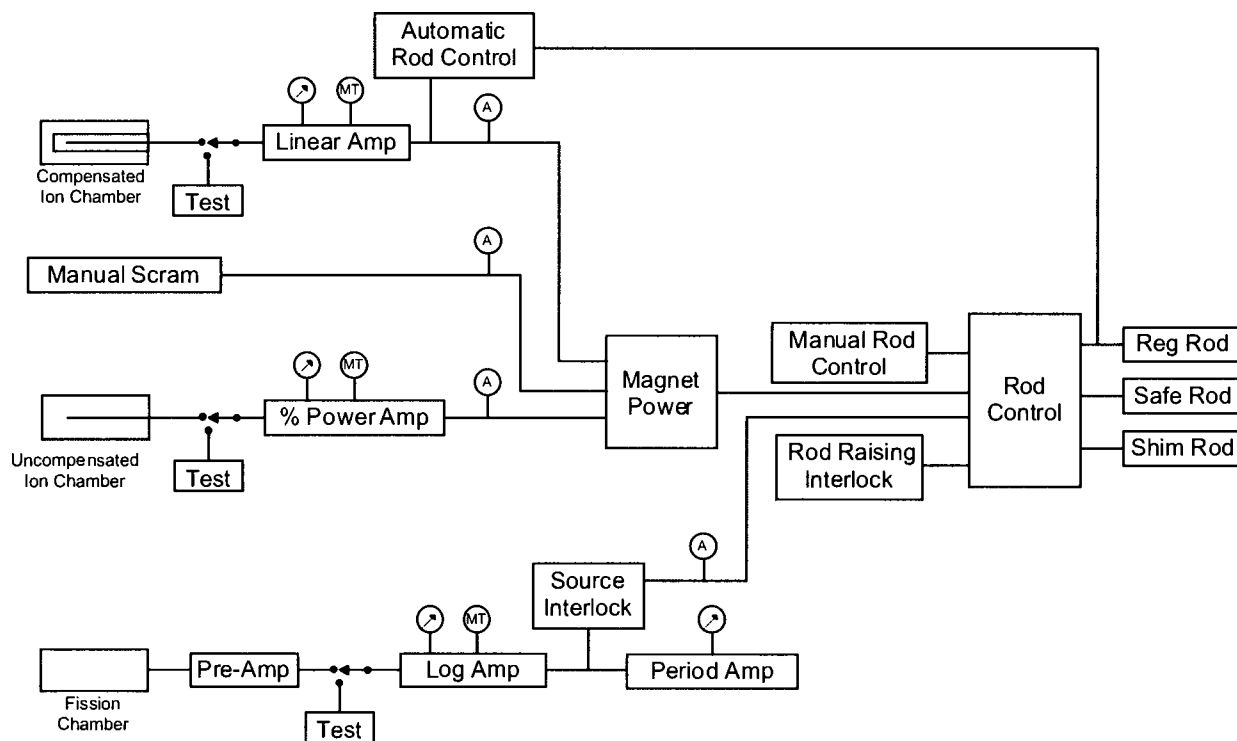 Automatic
Rod Control
MT
A
Linear Amp
Compensated
Ion Chamber
Test
A
Manual Scram
Manual Rod
Control
Reg Rod
MT
A
Magnet
Power
Rod
Control
Safe Rod
% Power Amp
Shim Rod
Uncompensated
Ion Chamber
Test
Rod Raising
Interlock
A
Source
Interlock
MT
Pre-Amp
Log Amp
Period Amp
Fission
Chamber
Test